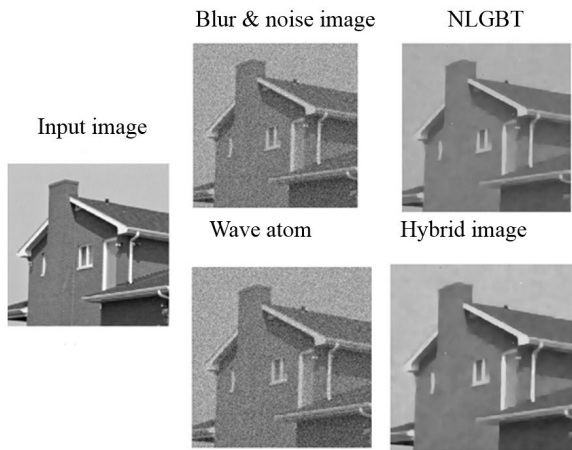 Blur & noise image
NLGBT
Input image
Wave atom
Hybrid image